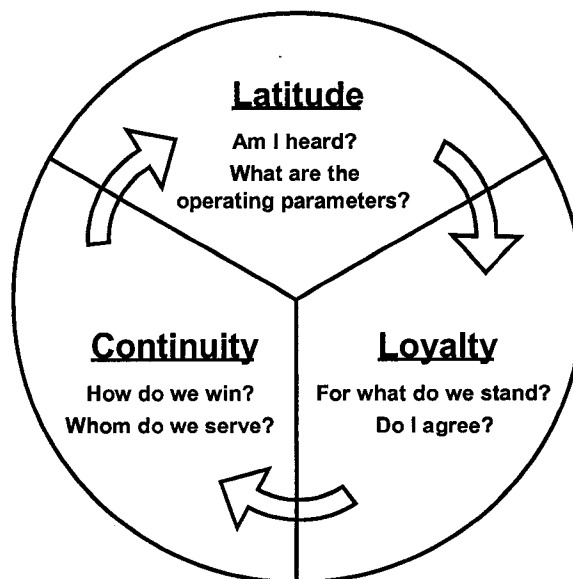 Latitude
Am I heard?
What are the
operating parameters?
Continuity
How do we win?
Whom do we serve?
Loyalty
For what do we stand?
Do I agree?